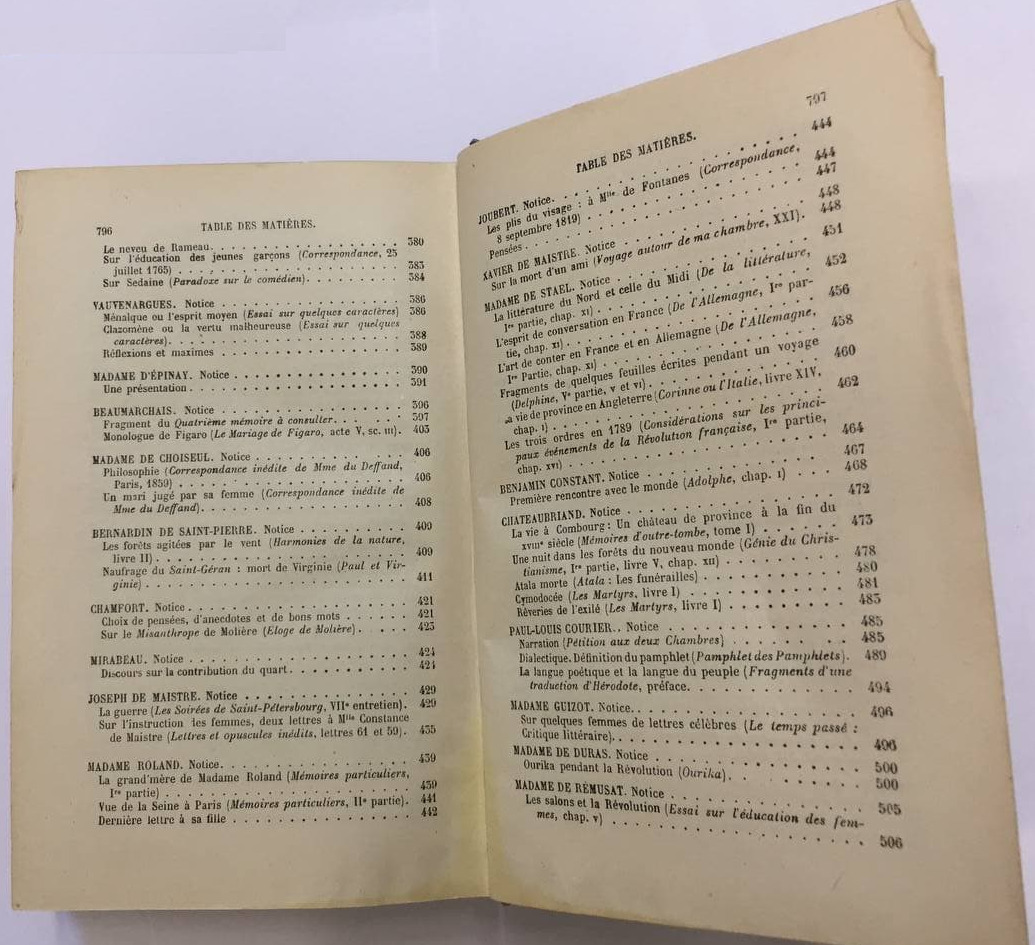 796
TABLE DES MATIÈRES.
Le neveu de Rameau. . . . . . . . . . . . . . . . . 380
Sur l'éducation des jeunes garçons (Correspondance, 25
juillet 1765) . . . . . . . . . . . . . . . . . 383
Sur Sedaine (Paradoxe sur le comédien). . . . . . . . . 384
VAUVENARGUES. Notice . . . . . . . . . . . . . . . 386
Ménalque ou l'esprit moyen (Essai sur quelques caractères) 386
Clazomène ou la vertu malheureuse (Essai sur quelques
caractères). . . . . . . . . . . . . . . . . 388
Réflexions et maximes . . . . . . . . . . . . . . . 389
MADAME D'ÉPINAY. Notice . . . . . . . . . . . . . . 390
Une présentation. . . . . . . . . . . . . . . . . 391
BEAUMARCHAIS. Notice . . . . . . . . . . . . . . . 396
Fragment du Quatrième mémoire à consulter. . . . . . . 397
Monologue de Figaro (Le Mariage de Figaro, acte V, sc. III). 403
MADAME DE CHOISEUL. Notice . . . . . . . . . . . . 406
Philosophie (Correspondance inédite de Mme du Deffand,
Paris, 1859) . . . . . . . . . . . . . . . . . 406
Un mari jugé par sa femme (Correspondance inédite de
Mme du Deffand). . . . . . . . . . . . . . . . 408
BERNARDIN DE SAINT-PIERRE. Notice . . . . . . . . . . 409
Les forêts agitées par le vent (Harmonies de la nature,
livre II). . . . . . . . . . . . . . . . . . . 409
Naufrage du Saint-Géran : mort de Virginie (Paul et Vir-
ginie) . . . . . . . . . . . . . . . . . . . 411
CHAMFORT. Notice . . . . . . . . . . . . . . . . . 421
Choix de pensées, d'anecdotes et de bons mots . . . . . . 421
Sur le Misanthrope de Molière (Eloge de Molière). . . . . 423
MIRABEAU. Notice . . . . . . . . . . . . . . . . . 424
Discours sur la contribution du quart. . . . . . . . . . 424
JOSEPH DE MAISTRE. Notice . . . . . . . . . . . . . 429
La guerre (Les Soirées de Saint-Pétersbourg, VIIe entretien). 429
Sur l'instruction des femmes, deux lettres à Mlle Constance
de Maistre (Lettres et opuscules inédits, lettres 61 et 59). 435
MADAME ROLAND. Notice. . . . . . . . . . . . . . . 439
La grand'mère de Madame Roland (Mémoires particuliers,
Ire partie) . . . . . . . . . . . . . . . . . . 439
Vue de la Seine à Paris (Mémoires particuliers, IIe partie). 441
Dernière lettre à sa fille . . . . . . . . . . . . . . 442
797
TABLE DES MATIÈRES.
JOUBERT. Notice. . . . . . . . . . . . . . . . . . 444
Les plis du visage : à Mlle de Fontanes (Correspondance,
8 septembre 1819) . . . . . . . . . . . . . . . 444
Pensées. . . . . . . . . . . . . . . . . . . . . 447
XAVIER DE MAISTRE. Notice . . . . . . . . . . . . . 448
Sur la mort d'un ami (Voyage autour de ma chambre, XXI). 448
MADAME DE STAEL. Notice . . . . . . . . . . . . . . 451
La littérature du Nord et celle du Midi (De la littérature,
Ire partie, chap. XI) . . . . . . . . . . . . . . 452
L'esprit de conversation en France (De l'Allemagne, Ire par-
tie, chap. XI) . . . . . . . . . . . . . . . . . 456
L'art de conter en France et en Allemagne (De l'Allemagne,
Ire Partie, chap. XI) . . . . . . . . . . . . . . 458
Fragments de quelques feuilles écrites pendant un voyage
(Delphine, Ve partie, V et VI) . . . . . . . . . . 460
La vie de province en Angleterre (Corinne ou l'Italie, livre XIV,
chap. I) . . . . . . . . . . . . . . . . . . . 462
Les trois ordres en 1789 (Considérations sur les princi-
paux événements de la Révolution française, Ire partie,
chap. XVI) . . . . . . . . . . . . . . . . . . 464
BENJAMIN CONSTANT. Notice . . . . . . . . . . . . . 467
Première rencontre avec le monde (Adolphe, chap. I) . . . 468
CHATEAUBRIAND. Notice . . . . . . . . . . . . . . . 472
La vie à Combourg : Un château de province à la fin du
XVIIIe siècle (Mémoires d'outre-tombe, tome I) . . . . . 473
Une nuit dans les forêts du nouveau monde (Génie du Chris-
tianisme, Ire partie, livre V, chap. XII) . . . . . . . 478
Atala morte (Atala : Les funérailles) . . . . . . . . . . 480
Cymodocée (Les Martyrs, livre I) . . . . . . . . . . . 481
Rêveries de l'exilé (Les Martyrs, livre I) . . . . . . . . 483
PAUL-LOUIS COURIER.. Notice . . . . . . . . . . . . 485
Narration (Pétition aux deux Chambres) . . . . . . . . 485
Dialectique. Définition du pamphlet (Pamphlet des Pamphlets). 489
La langue poétique et la langue du peuple (Fragments d'une
traduction d'Hérodote, préface. . . . . . . . . . . 494
MADAME GUIZOT. Notice. . . . . . . . . . . . . . . 496
Sur quelques femmes de lettres célèbres (Le temps passé :
Critique littéraire). . . . . . . . . . . . . . . . 496
MADAME DE DURAS. Notice . . . . . . . . . . . . . . 500
Ourika pendant la Révolution (Ourika). . . . . . . . . 500
MADAME DE RÉMUSAT. Notice . . . . . . . . . . . . . 505
Les salons et la Révolution (Essai sur l'éducation des fem-
mes, chap. V) . . . . . . . . . . . . . . . . . 506